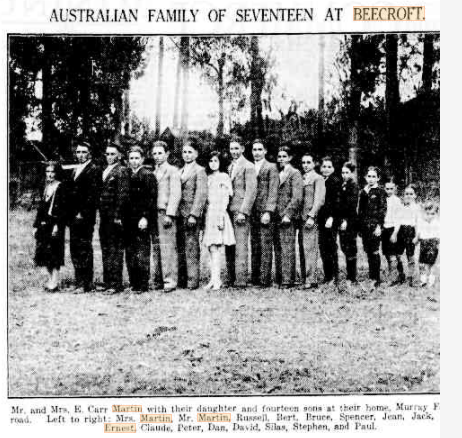 AUSTRALIAN FAMILY OF SEVENTEEN AT BEECROFT.
Mr. and Mrs. E. Carr Martin with their daughter and fourteen sons at their home, Murray F
road. Left to right: Mrs. Martin, Mr. Martin, Russell, Bert, Bruce, Spencer, Jean, Jack,
Ernest, Claude, Peter, Dan, David, Silas, Stephen, and Paul.